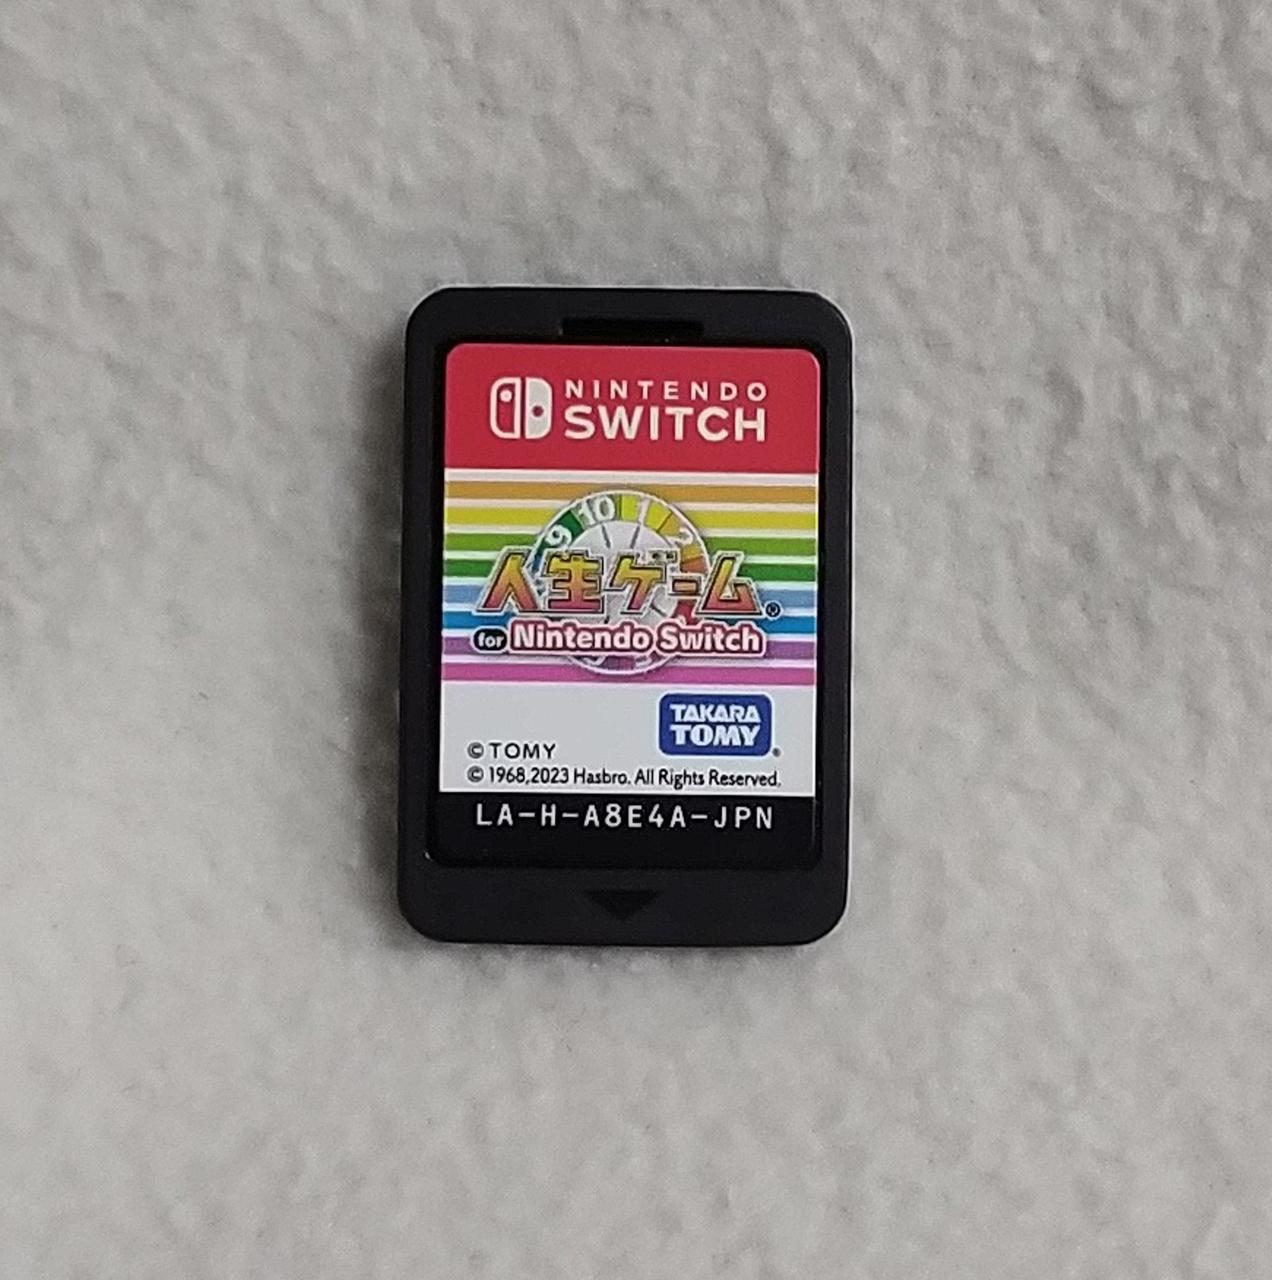 NINTENDO
SWITCH
9 10 1 2
人生ゲーム®
for Nintendo Switch
TAKARA
TOMY®
© TOMY
© 1968,2023 Hasbro. All Rights Reserved.
LA-H-A8E4A-JPN